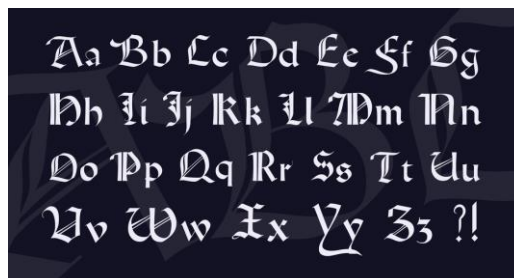 Aa Bb Cc Dd Ee Ff Gg
Hh Ii Jj Kk Ll Mm Nn
Oo Pp Qq Rr Ss Tt Uu
Vv Ww Xx Yy Zz ?!